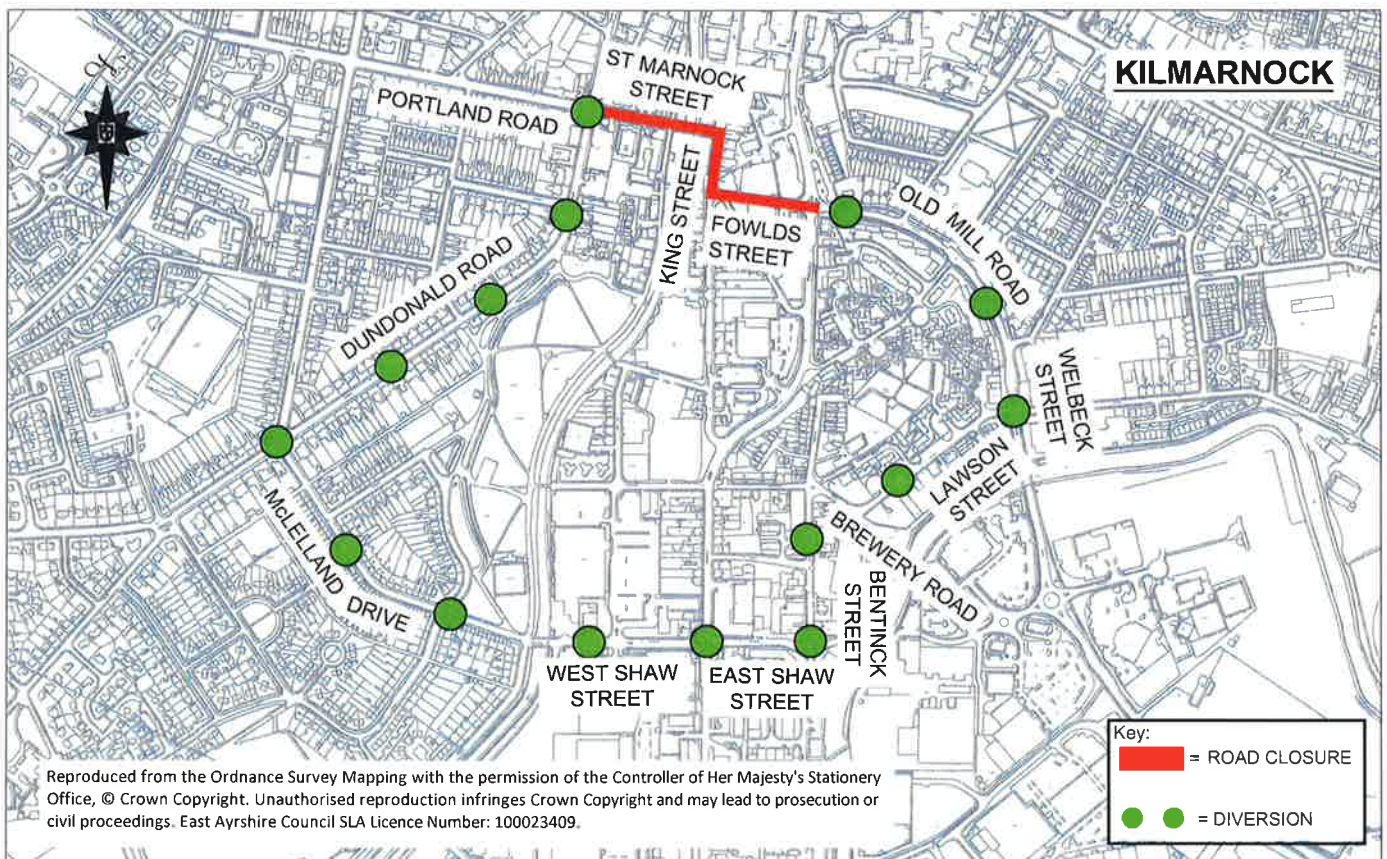 KILMARNOCK
ST MARNOCK
STREET
PORTLAND ROAD
KING STREET
FOWLDS
STREET
OLD MILL ROAD
DUNDONALD ROAD
WELBECK
STREET
LAWSON
STREET
McLELLAND DRIVE
BREWERY ROAD
BENTINCK
STREET
WEST SHAW
STREET
EAST SHAW
STREET
Key:
= ROAD CLOSURE
= DIVERSION
Reproduced from the Ordnance Survey Mapping with the permission of the Controller of Her Majesty's Stationery
Office, © Crown Copyright. Unauthorised reproduction infringes Crown Copyright and may lead to prosecution or
civil proceedings. East Ayrshire Council SLA Licence Number: 100023409.